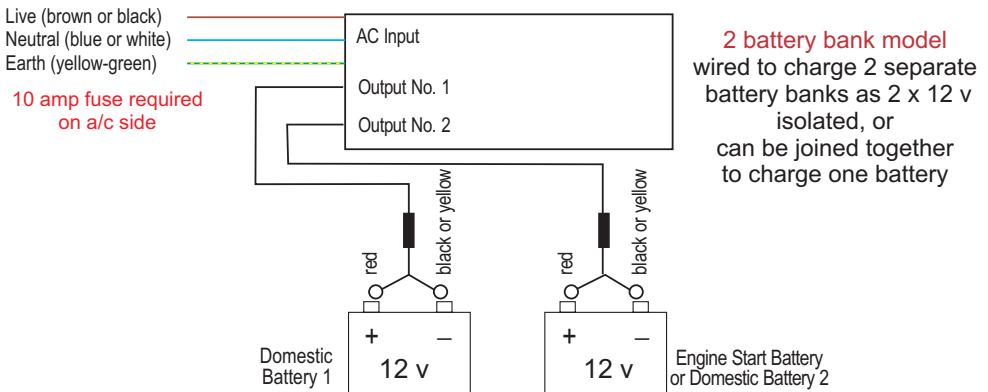 Live (brown or black)
Neutral (blue or white)
Earth (yellow-green)
10 amp fuse required
on a/c side
AC Input
Output No. 1
Output No. 2
2 battery bank model
wired to charge 2 separate
battery banks as 2 x 12 v
isolated, or
can be joined together
to charge one battery
red
black or yellow
red
black or yellow
+ –
12 v
+ –
12 v
Domestic
Battery 1
Engine Start Battery
or Domestic Battery 2